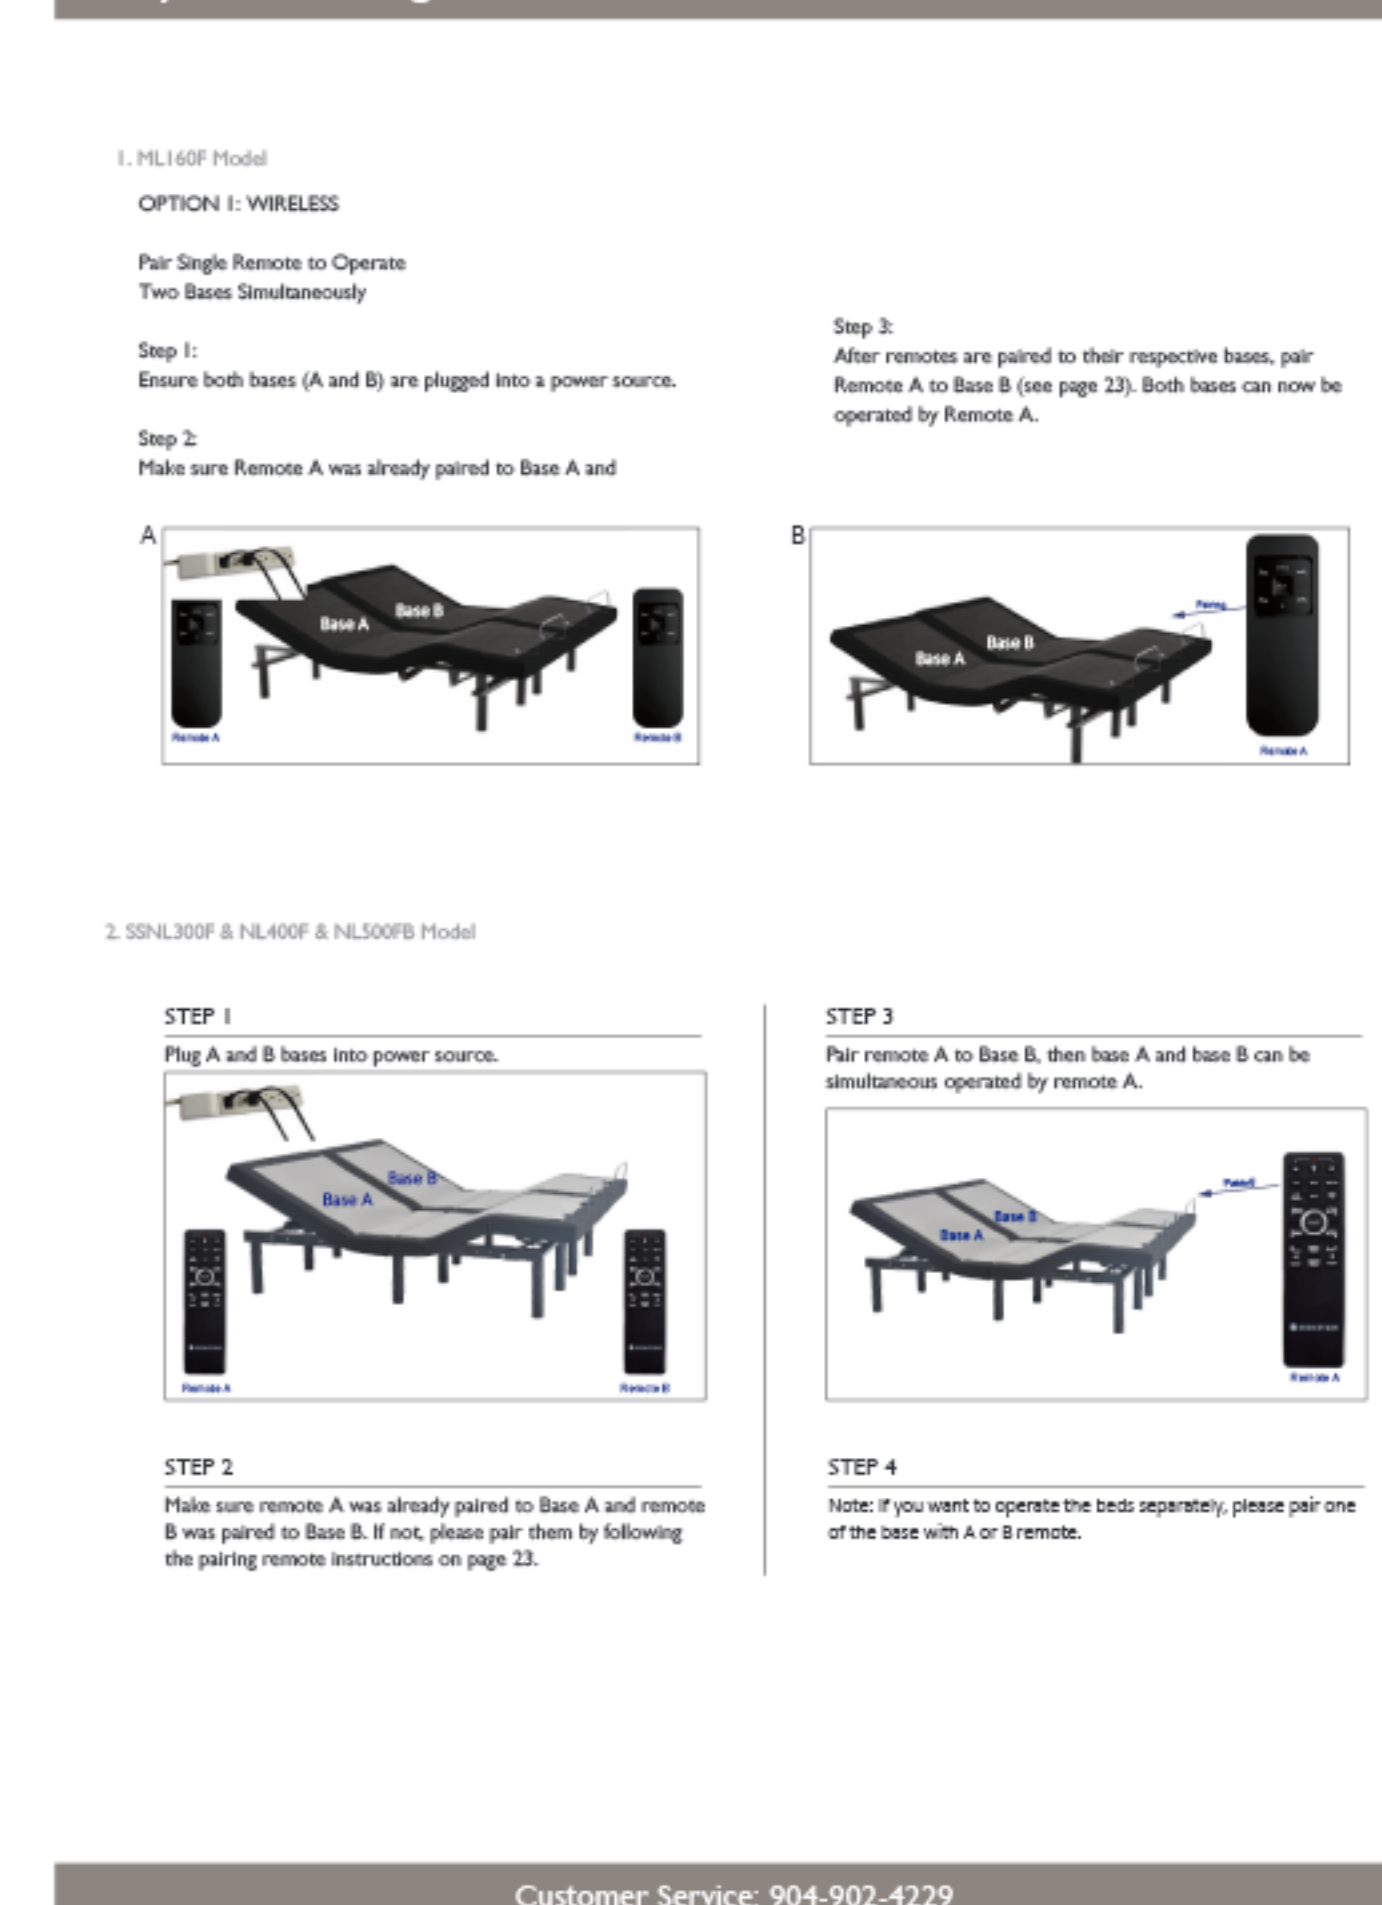 1. ML160F Model
OPTION 1: WIRELESS
Pair Single Remote to Operate
Two Bases Simultaneously
Step 1:
Ensure both bases (A and B) are plugged into a power source.
Step 2:
Make sure Remote A was already paired to Base A and
Step 3:
After remotes are paired to their respective bases, pair
Remote A to Base B (see page 23). Both bases can now be
operated by Remote A.
A
Base A
Base B
Remote A
Remote B
B
Base A
Base B
Pairing
Remote A
2. SSNL300F & NL400F & NL500FB Model
STEP 1
Plug A and B bases into power source.
Base A
Base B
Remote A
Remote B
STEP 2
Make sure remote A was already paired to Base A and remote
B was paired to Base B. If not, please pair them by following
the pairing remote instructions on page 23.
STEP 3
Pair remote A to Base B, then base A and base B can be
simultaneous operated by remote A.
Base A
Base B
Remote A
STEP 4
Note: If you want to operate the beds separately, please pair one
of the base with A or B remote.
Customer Service: 904-902-4229